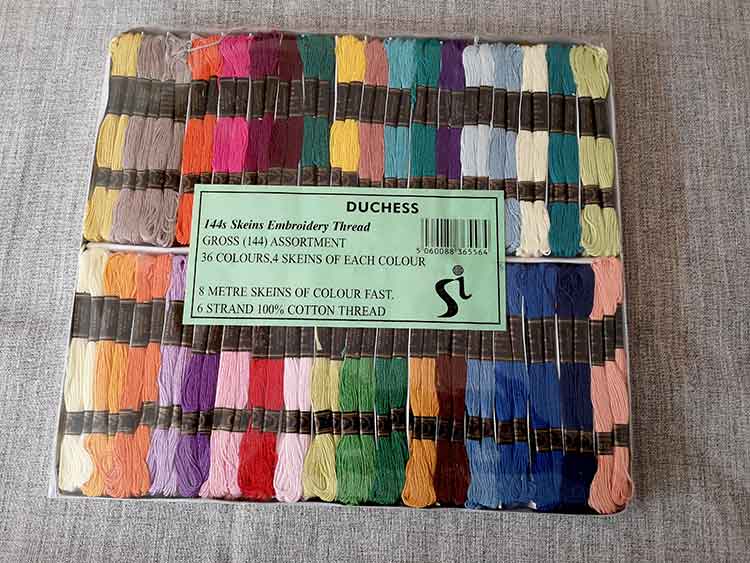 DUCHESS
144s Skeins Embroidery Thread
GROSS (144) ASSORTMENT
36 COLOURS,4 SKEINS OF EACH COLOUR
5 060088 365564
8 METRE SKEINS OF COLOUR FAST.
6 STRAND 100% COTTON THREAD
Si